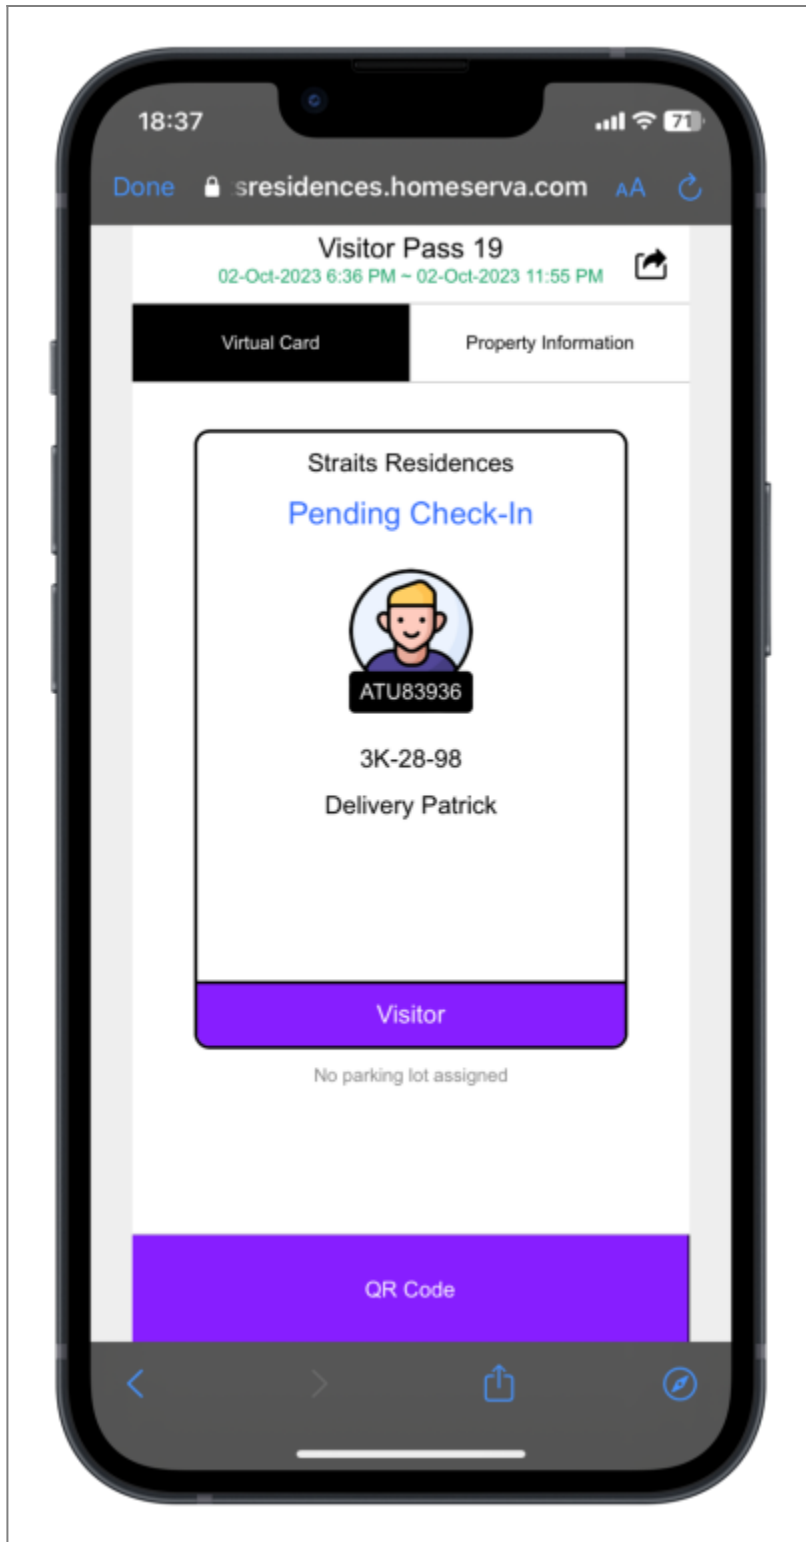 18:37
71
Done sresidences.homeserva.com AA
Visitor Pass 19
02-Oct-2023 6:36 PM ~ 02-Oct-2023 11:55 PM
Virtual Card Property Information
Straits Residences
Pending Check-In
ATU83936
3K-28-98
Delivery Patrick
Visitor
No parking lot assigned
QR Code